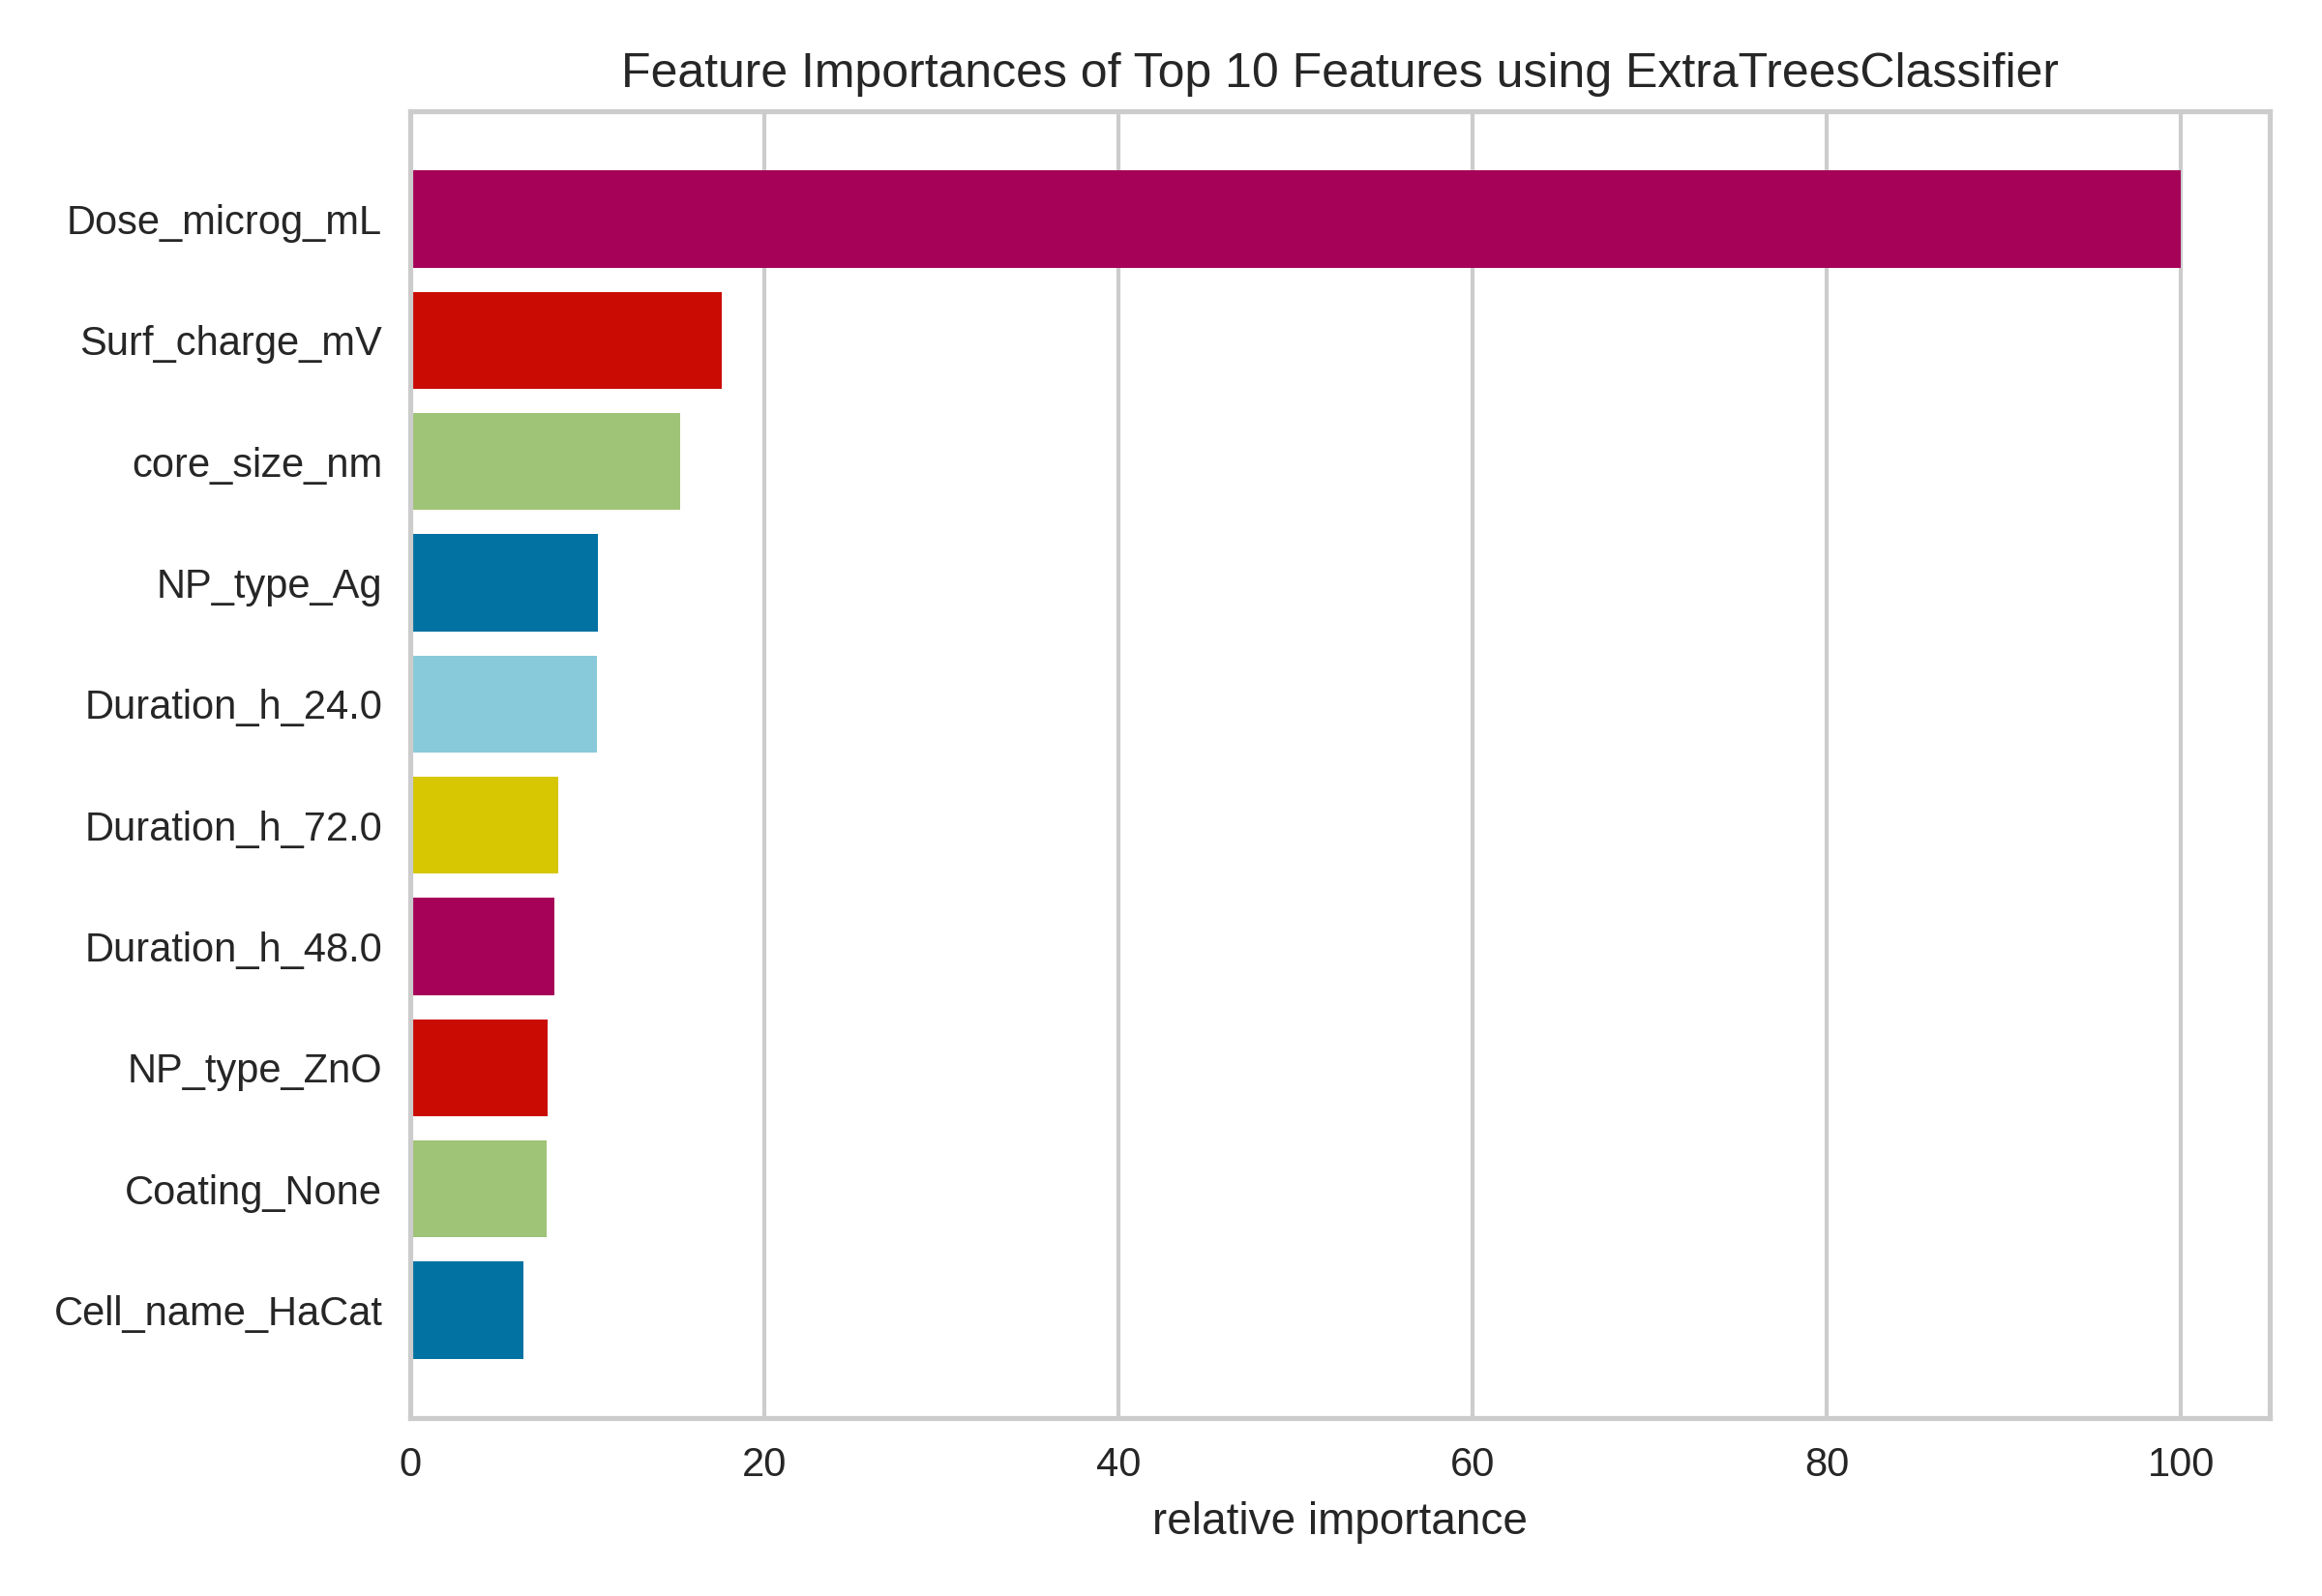 Feature Importances of Top 10 Features using ExtraTreesClassifier
Dose_microg_mL
Surf_charge_mV
core_size_nm
NP_type_Ag
Duration_h_24.0
Duration_h_72.0
Duration_h_48.0
NP_type_ZnO
Coating_None
Cell_name_HaCat
0 20 40 60 80 100
relative importance